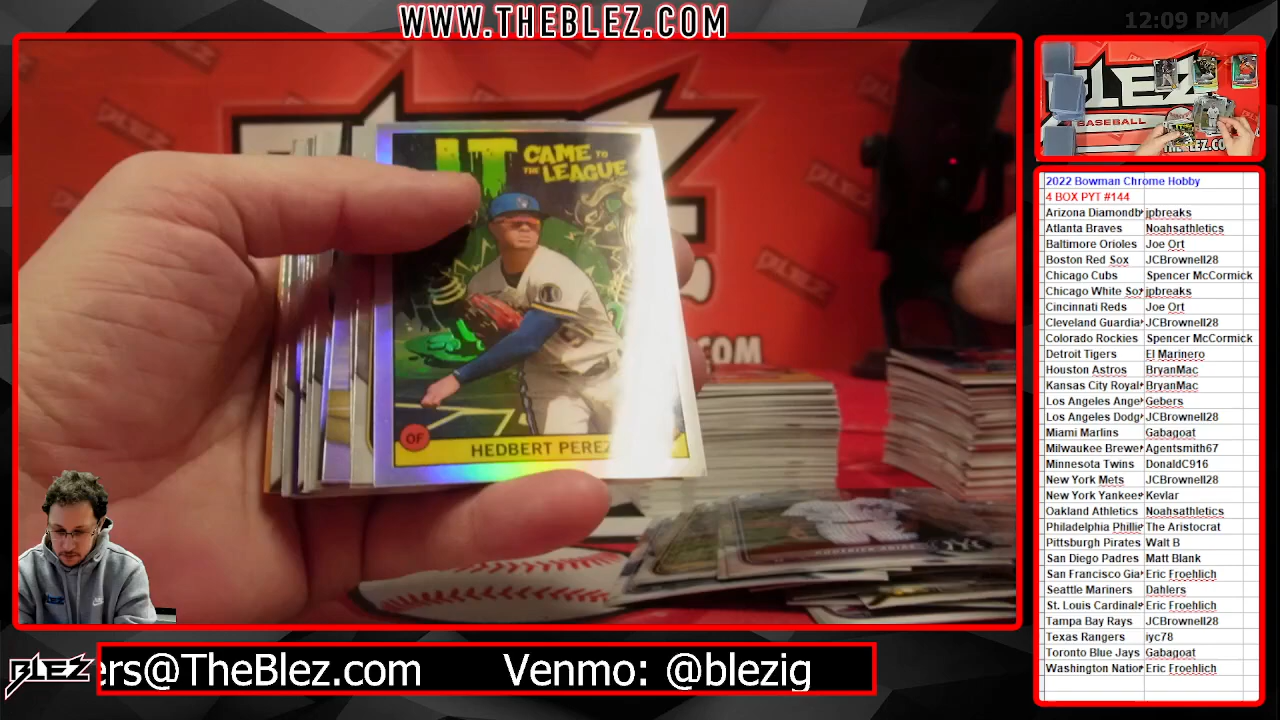 WWW.THEBLEZ.COM
12:09 PM
IT CAME TO THE LEAGUE
OF
HEDBERT PEREZ
.COM
BLEZ
BASEBALL
2022 Bowman Chrome Hobby
4 BOX PYT #144
Arizona Diamondb jpbreaks
Atlanta Braves Noahsathletics
Baltimore Orioles Joe Ort
Boston Red Sox JCBrownell28
Chicago Cubs Spencer McCormick
Chicago White Sox jpbreaks
Cincinnati Reds Joe Ort
Cleveland Guardia JCBrownell28
Colorado Rockies Spencer McCormick
Detroit Tigers El Marinero
Houston Astros BryanMac
Kansas City Royal BryanMac
Los Angeles Ange Gebers
Los Angeles Dodg JCBrownell28
Miami Marlins Gabagoat
Milwaukee Brewe Agentsmith67
Minnesota Twins DonaldC916
New York Mets JCBrownell28
New York Yankees Kevlar
Oakland Athletics Noahsathletics
Philadelphia Phillie The Aristocrat
Pittsburgh Pirates Walt B
San Diego Padres Matt Blank
San Francisco Gia Eric Froehlich
Seattle Mariners Dahlers
St. Louis Cardinals Eric Froehlich
Tampa Bay Rays JCBrownell28
Texas Rangers iyc78
Toronto Blue Jays Gabagoat
Washington Nation Eric Froehlich
BLEZ
ers@TheBlez.com Venmo: @blezig